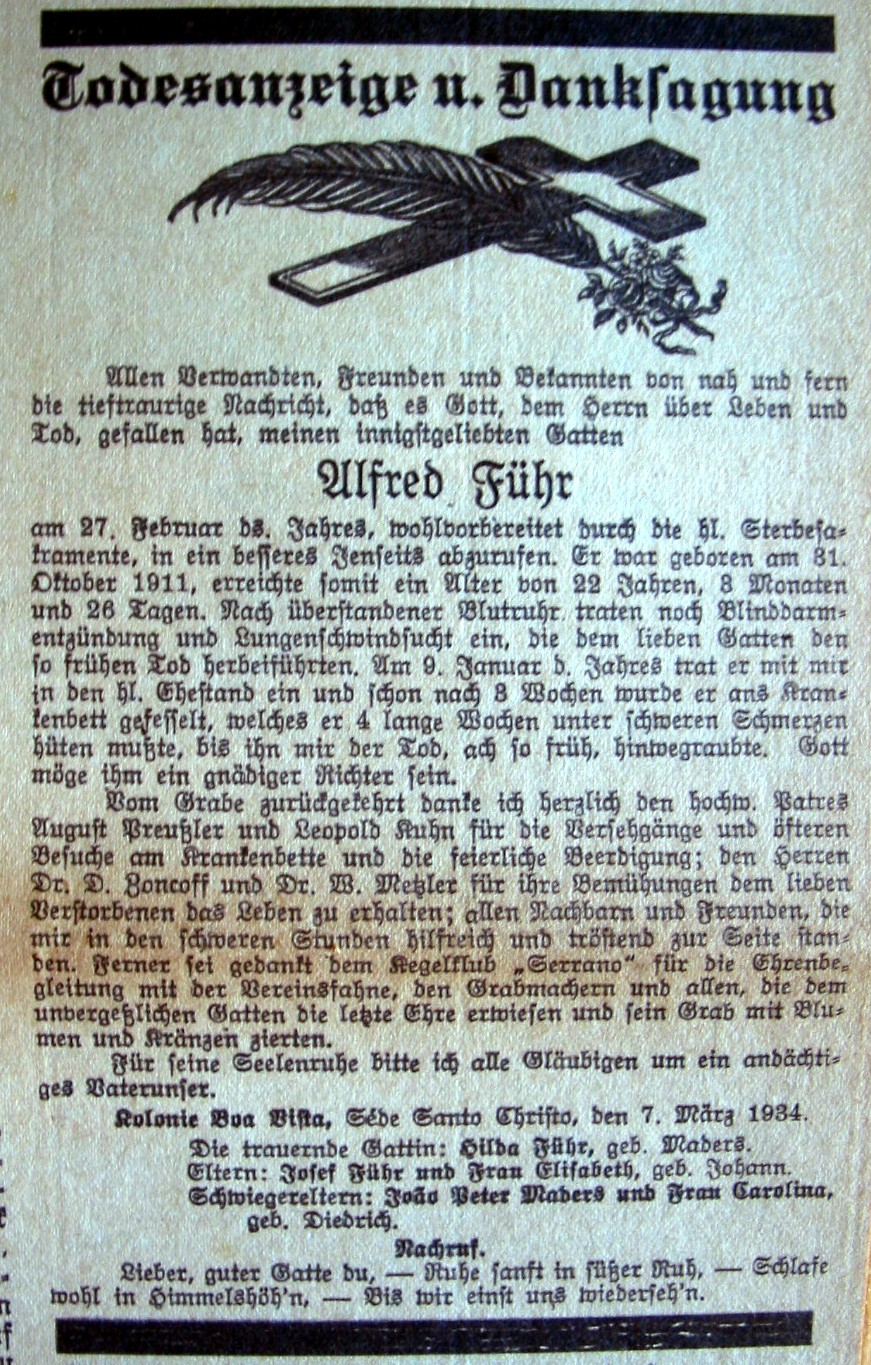 Todesanzeige u. Dankſagung
Allen Verwandten, Freunden und Bekannten von nah und fern
die tieftraurige Nachricht, daß es Gott, dem Herrn über Leben und
Tod, gefallen hat, meinen innigſtgeliebten Gatten
Alfred Führ
am 27. Februar ds. Jahres, wohlvorbereitet durch die hl. Sterbeſa-
kramente, in ein beſſeres Jenſeits abzurufen. Er war geboren am 31.
Oktober 1911, erreichte ſomit ein Alter von 22 Jahren, 3 Monaten
und 26 Tagen. Nach überſtandener Blutruhr traten noch Blinddarm-
entzündung und Lungenſchwindſucht ein, die dem lieben Gatten den
ſo frühen Tod herbeiführten. Am 9. Januar d. Jahres trat er mit mir
in den hl. Eheſtand ein und ſchon nach 3 Wochen wurde er ans Kran-
kenbett gefeſſelt, welches er 4 lange Wochen unter ſchweren Schmerzen
hüten mußte, bis ihn mir der Tod, ach ſo früh, hinwegraubte. Gott
möge ihm ein gnädiger Richter ſein.
Vom Grabe zurückgekehrt danke ich herzlich den hochw. Patres
Auguſt Preußler und Leopold Kuhn für die Verſehgänge und öfteren
Beſuche am Krankenbette und die feierliche Beerdigung; den Herren
Dr. D. Zoncoff und Dr. W. Metzler für ihre Bemühungen dem lieben
Verſtorbenen das Leben zu erhalten; allen Nachbarn und Freunden, die
mir in den ſchweren Stunden hilfreich und tröſtend zur Seite ſtan-
den. Ferner ſei gedankt dem Kegelklub „Serrano“ für die Ehrenbe-
gleitung mit der Vereinsfahne, den Grabmachern und allen, die dem
unvergeßlichen Gatten die letzte Ehre erwieſen und ſein Grab mit Blu-
men und Kränzen zierten.
Für ſeine Seelenruhe bitte ich alle Gläubigen um ein andächti-
ges Vaterunſer.
Kolonie Boa Viſta, Séde Santo Chriſto, den 7. März 1934.
Die trauernde Gattin: Hilda Führ, geb. Maders.
Eltern: Joſef Führ und Frau Eliſabeth, geb. Johann.
Schwiegereltern: João Peter Maders und Frau Carolina,
geb. Diedrich.
Nachruf.
Lieber, guter Gatte du, — Ruhe ſanft in ſüßer Ruh, — Schlafe
wohl in Himmelshöh'n, — Bis wir einſt uns wiederſeh'n.